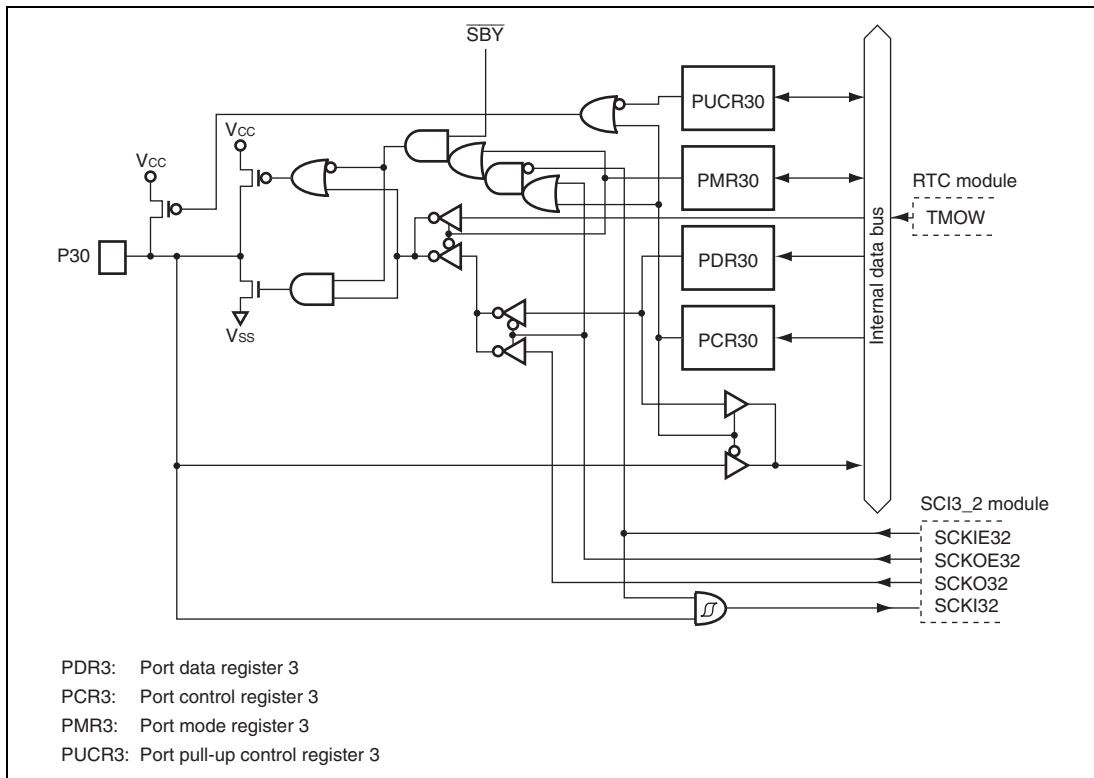 SBY
PUCR30
VCC
VCC
PMR30
RTC module
TMOW
P30
PDR30
Internal data bus
VSS
PCR30
SCI3_2 module
SCKIE32
SCKOE32
SCKO32
SCKI32
PDR3: Port data register 3
PCR3: Port control register 3
PMR3: Port mode register 3
PUCR3: Port pull-up control register 3